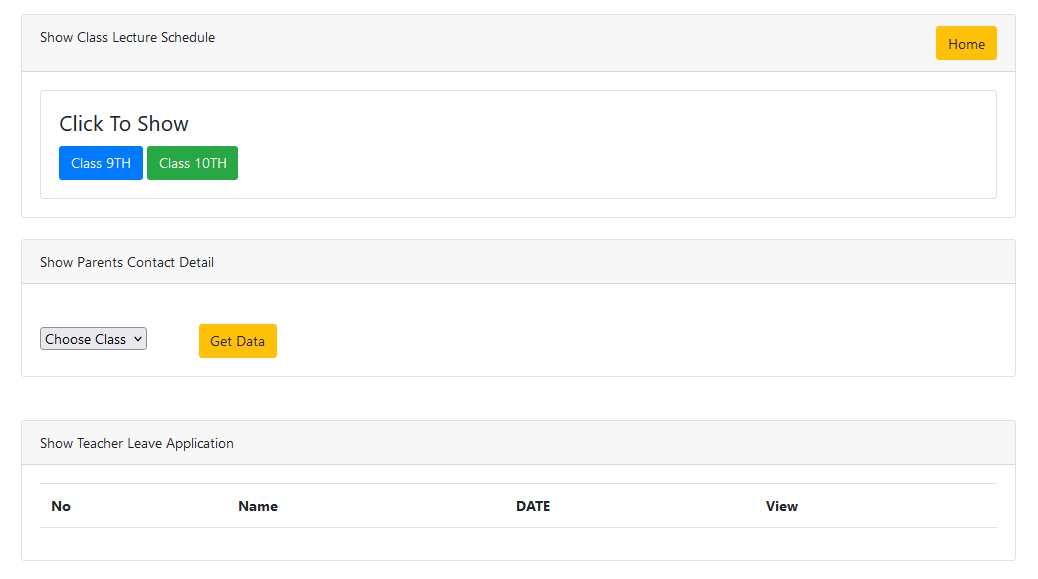 Show Class Lecture Schedule
Home
Click To Show
Class 9TH Class 10TH
Show Parents Contact Detail
Choose Class Get Data
Show Teacher Leave Application
No Name DATE View